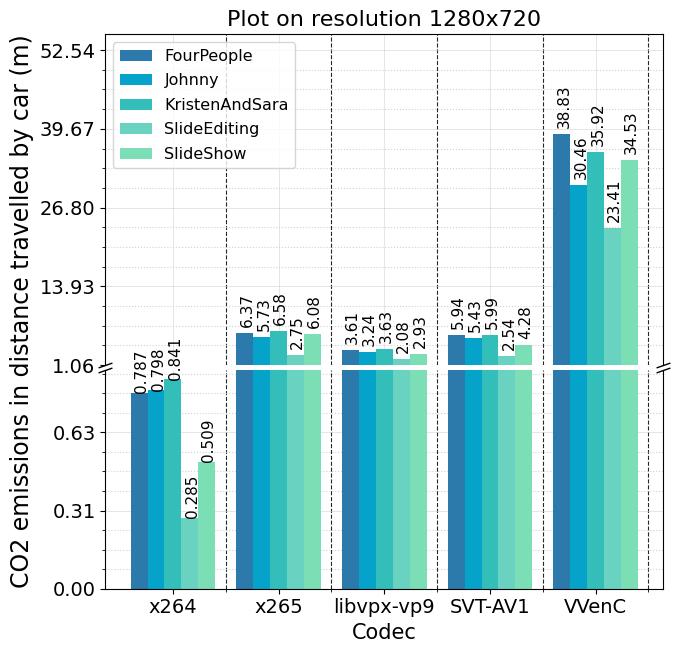 Plot on resolution 1280x720
CO2 emissions in distance travelled by car (m)
52.54
39.67
26.80
13.93
1.06
0.63
0.31
0.00
FourPeople
Johnny
KristenAndSara
SlideEditing
SlideShow
0.787
0.798
0.841
0.285
0.509
6.37
5.73
6.58
2.75
6.08
3.61
3.24
3.63
2.08
2.93
5.94
5.43
5.99
2.54
4.28
38.83
30.46
35.92
23.41
34.53
x264
x265
libvpx-vp9
SVT-AV1
VVenC
Codec